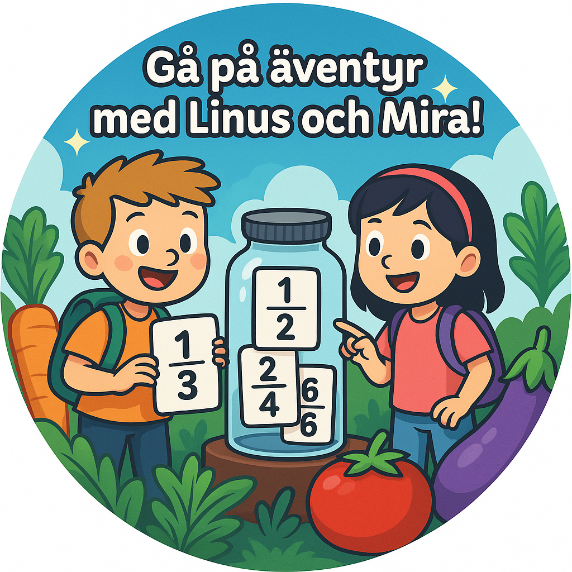 Gå på äventyr
med Linus och Mira!
1/3
1/2
2/4
6/6